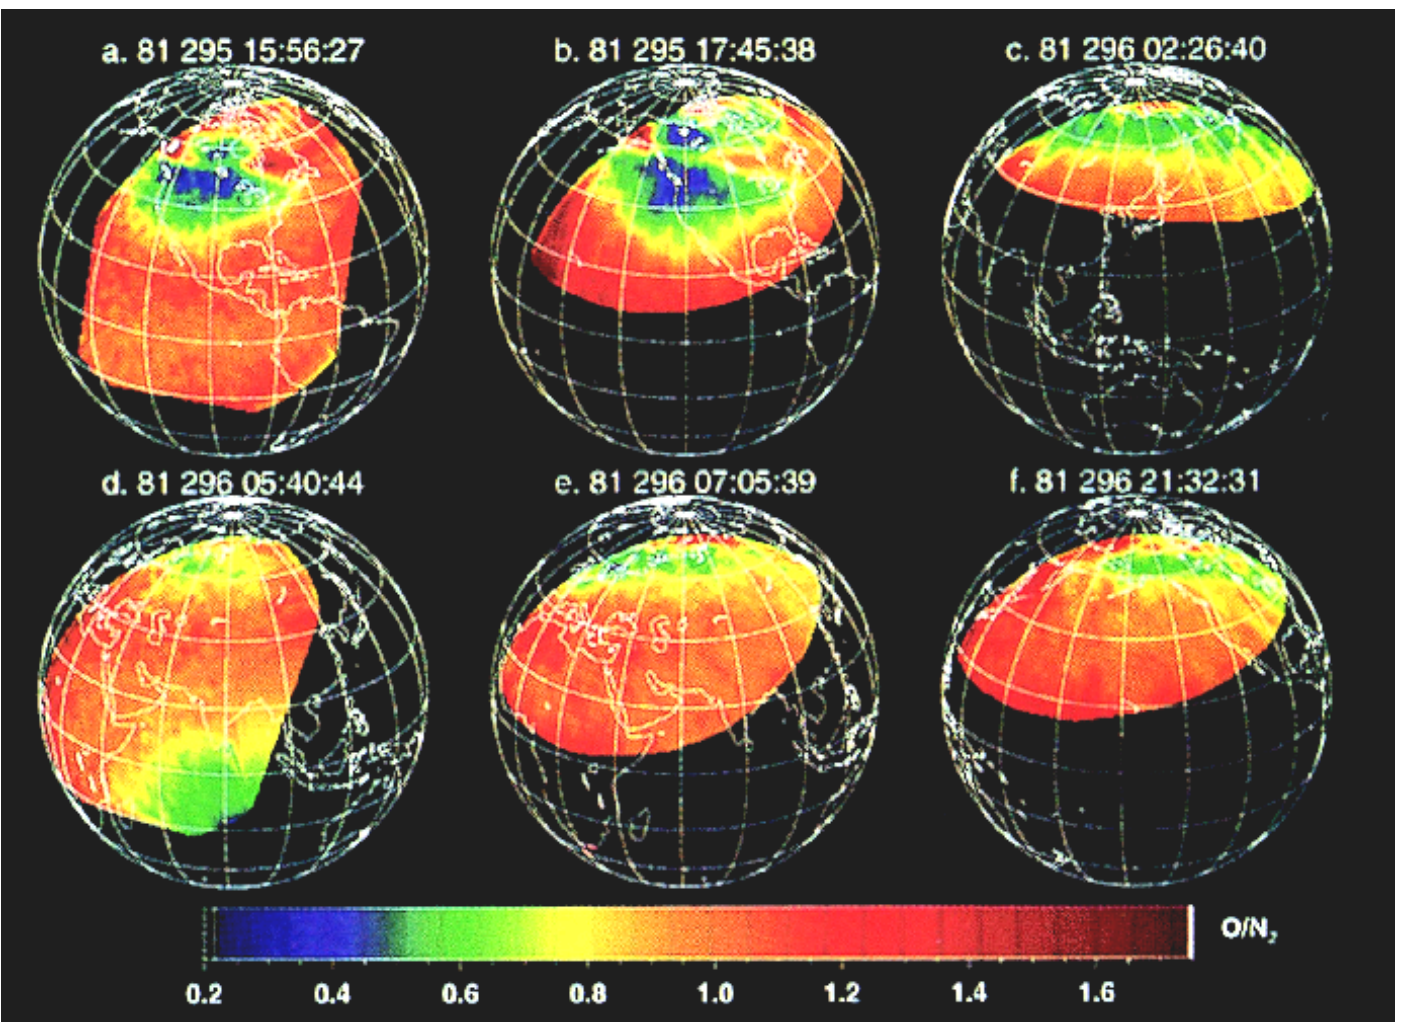 a. 81 295 15:56:27
b. 81 295 17:45:38
c. 81 296 02:26:40
d. 81 296 05:40:44
e. 81 296 07:05:39
f. 81 296 21:32:31
O/N₂
0.2 0.4 0.6 0.8 1.0 1.2 1.4 1.6